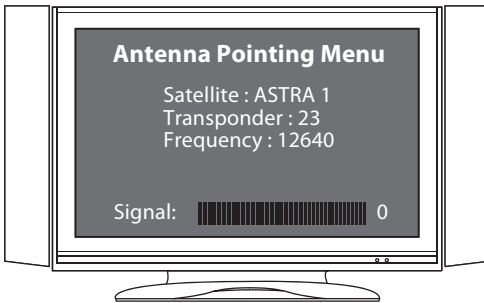 Antenna Pointing Menu
Satellite : ASTRA 1
Transponder : 23
Frequency : 12640
Signal: 0